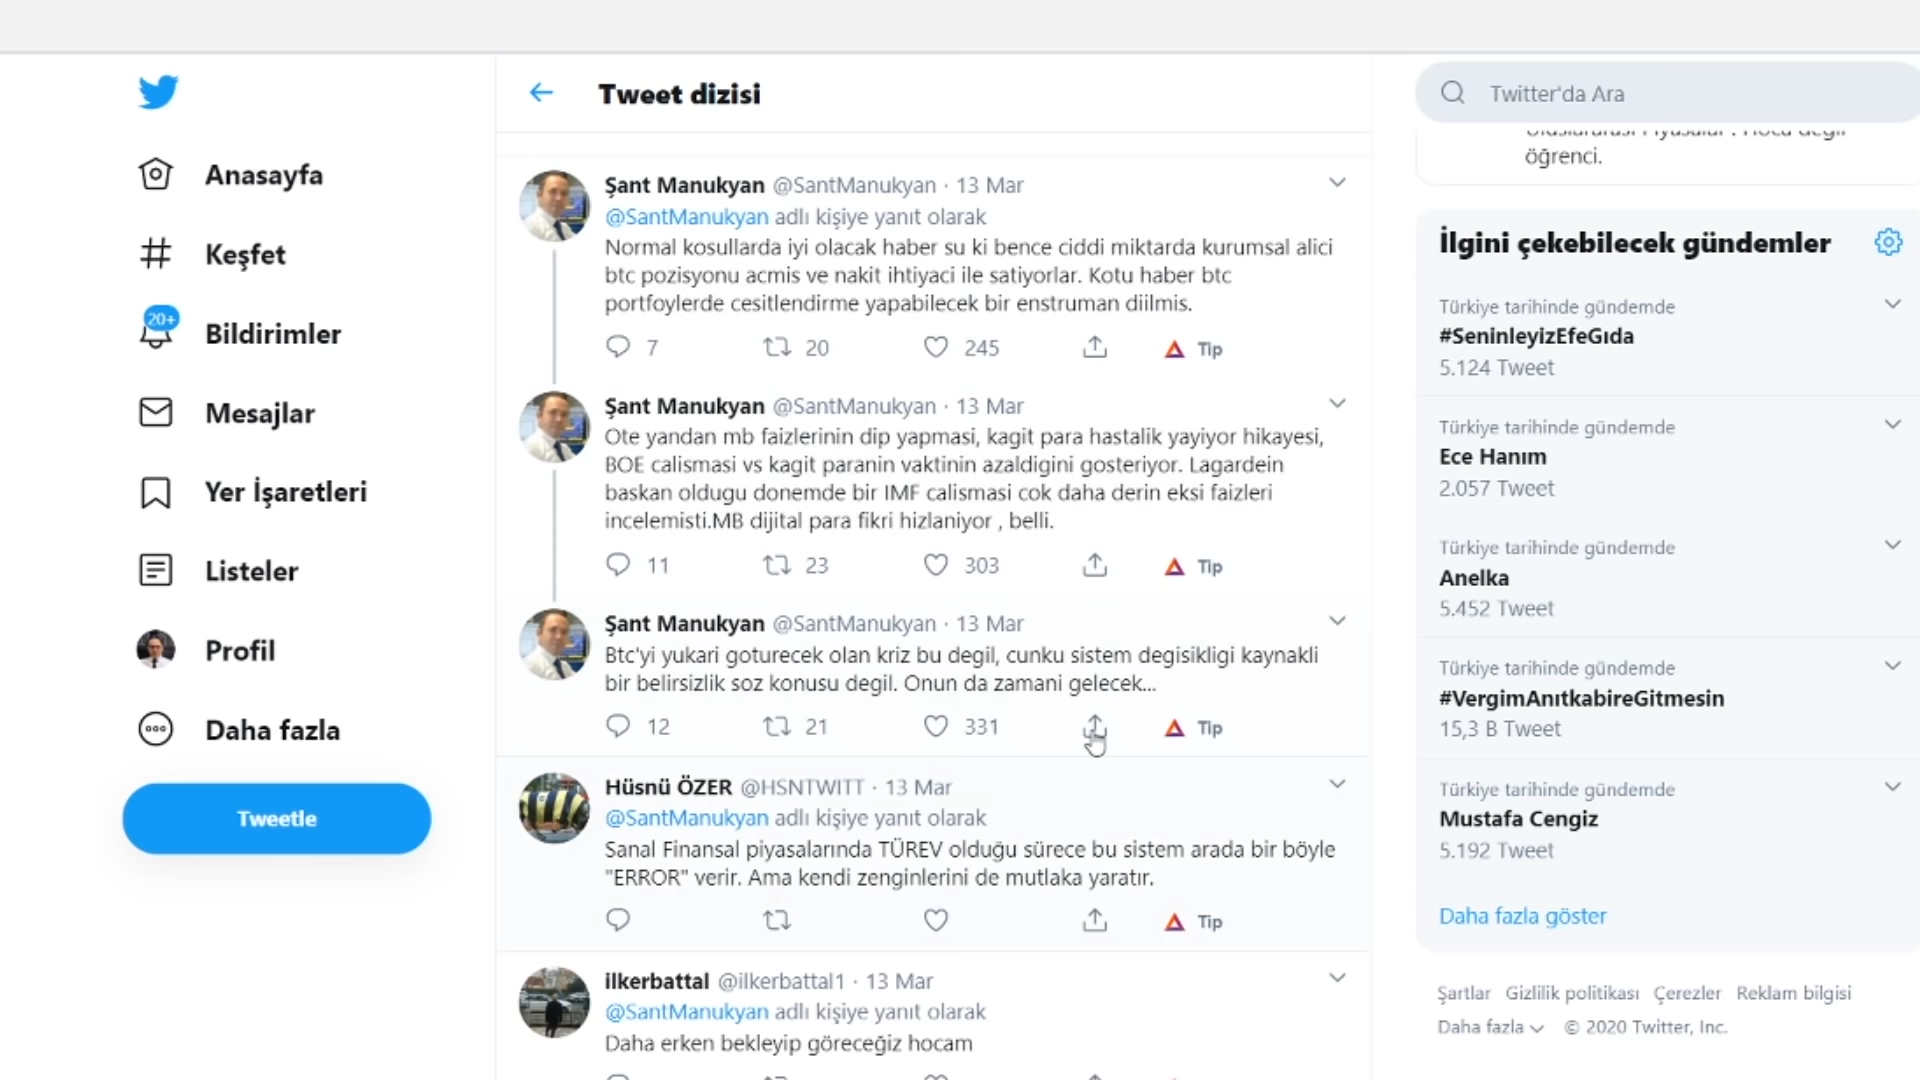 Anasayfa
Keşfet
20+
Bildirimler
Mesajlar
Yer İşaretleri
Listeler
Profil
Daha fazla
Tweetle
Tweet dizisi
Şant Manukyan @SantManukyan · 13 Mar
@SantManukyan adlı kişiye yanıt olarak
Normal kosullarda iyi olacak haber su ki bence ciddi miktarda kurumsal alici
btc pozisyonu acmis ve nakit ihtiyaci ile satiyorlar. Kotu haber btc
portfoylerde cesitlendirme yapabilecek bir enstruman diilmis.
7 20 245 Tip
Şant Manukyan @SantManukyan · 13 Mar
Ote yandan mb faizlerinin dip yapmasi, kagit para hastalik yayiyor hikayesi,
BOE calismasi vs kagit paranin vaktinin azaldigini gosteriyor. Lagardein
baskan oldugu donemde bir IMF calismasi cok daha derin eksi faizleri
incelemisti.MB dijital para fikri hizlaniyor , belli.
11 23 303 Tip
Şant Manukyan @SantManukyan · 13 Mar
Btc'yi yukari goturecek olan kriz bu degil, cunku sistem degisikligi kaynakli
bir belirsizlik soz konusu degil. Onun da zamani gelecek...
12 21 331 Tip
Hüsnü ÖZER @HSNTWITT · 13 Mar
@SantManukyan adlı kişiye yanıt olarak
Sanal Finansal piyasalarında TÜREV olduğu sürece bu sistem arada bir böyle
"ERROR" verir. Ama kendi zenginlerini de mutlaka yaratır.
Tip
ilkerbattal @ilkerbattal1 · 13 Mar
@SantManukyan adlı kişiye yanıt olarak
Daha erken bekleyip göreceğiz hocam
Twitter'da Ara
öğrenci.
İlgini çekebilecek gündemler
Türkiye tarihinde gündemde
#SeninleyizEfeGıda
5.124 Tweet
Türkiye tarihinde gündemde
Ece Hanım
2.057 Tweet
Türkiye tarihinde gündemde
Anelka
5.452 Tweet
Türkiye tarihinde gündemde
#VergimAnıtkabireGitmesin
15,3 B Tweet
Türkiye tarihinde gündemde
Mustafa Cengiz
5.192 Tweet
Daha fazla göster
Şartlar Gizlilik politikası Çerezler Reklam bilgisi
Daha fazla © 2020 Twitter, Inc.